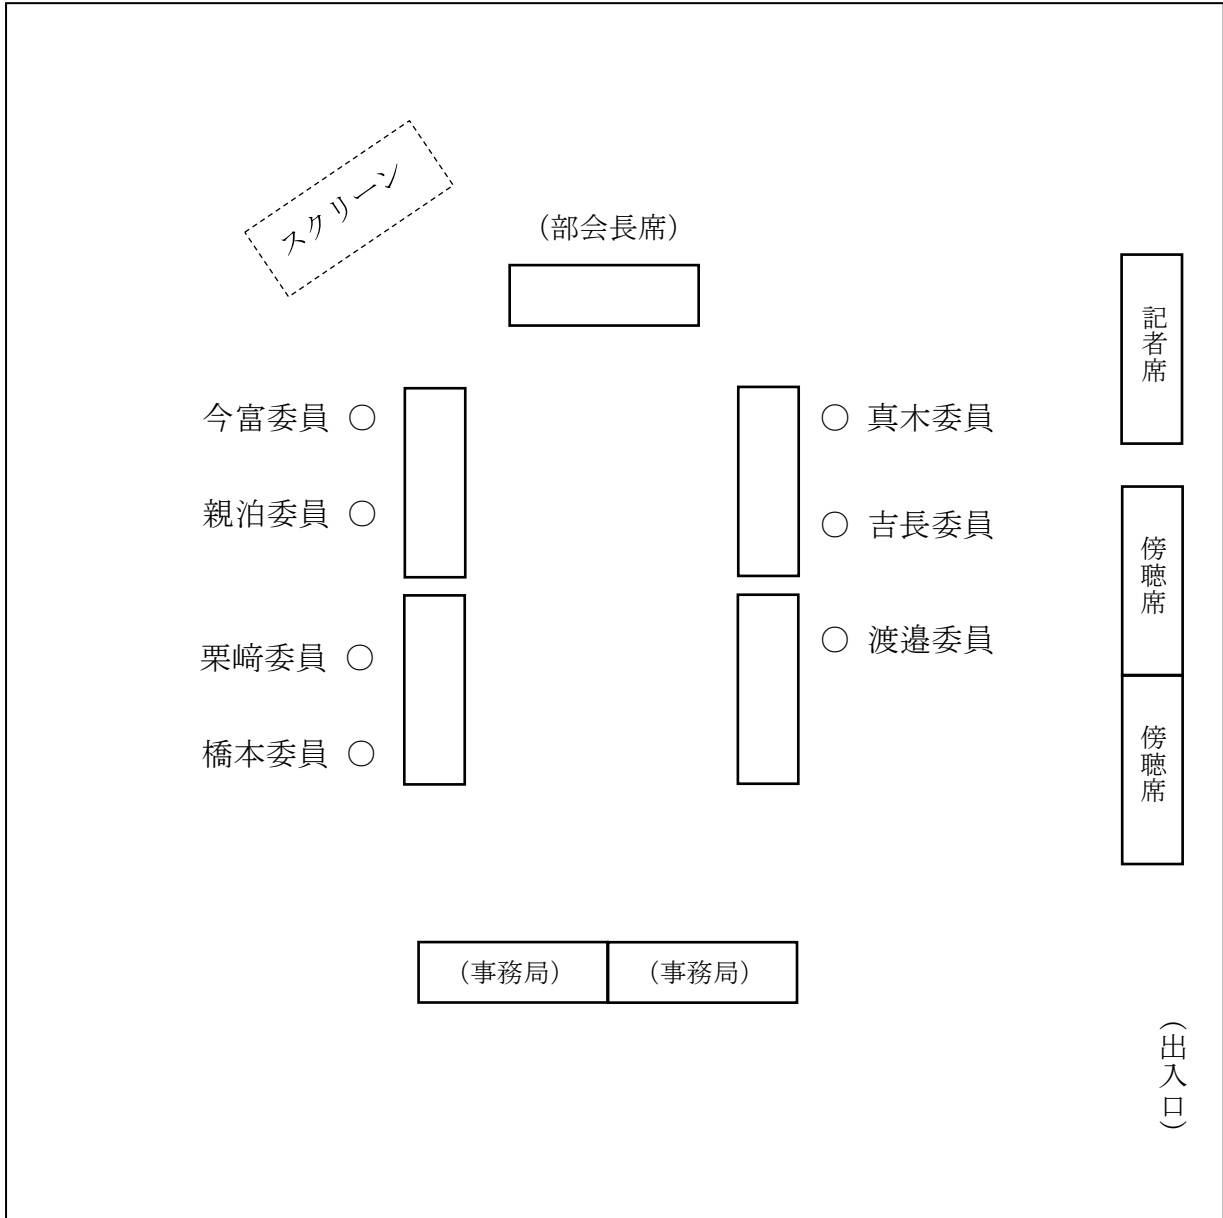 スクリーン
（部会長席）
記者席
今富委員 ○
○ 真木委員
親泊委員 ○
○ 吉長委員
傍聴席
栗﨑委員 ○
○ 渡邉委員
橋本委員 ○
傍聴席
（事務局）
（事務局）
（出入口）